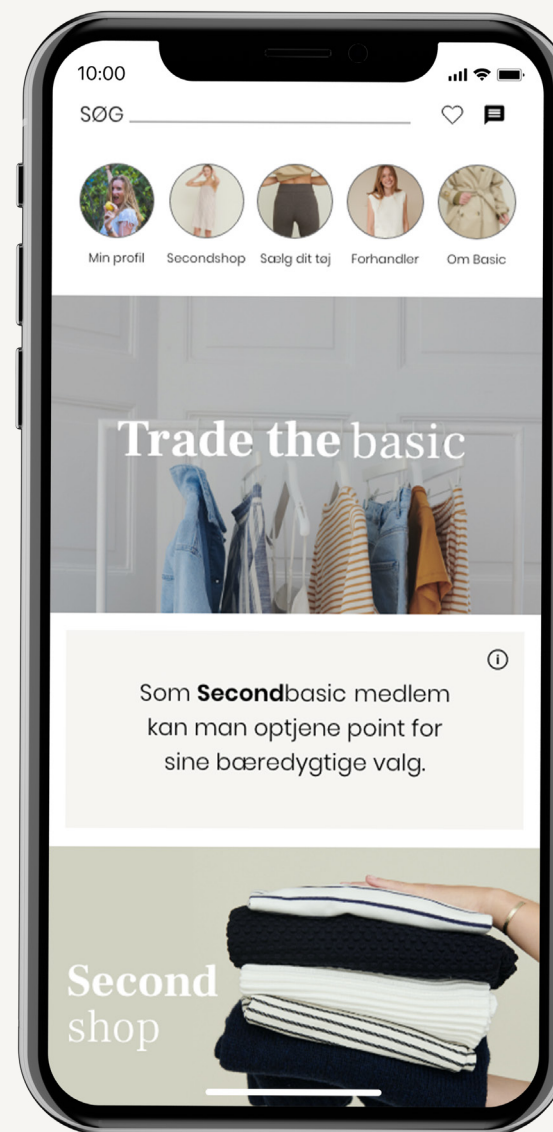 10:00
SØG
Min profil
Secondshop
Sælg dit tøj
Forhandler
Om Basic
Trade the basic
Som Secondbasic medlem
kan man optjene point for
sine bæredygtige valg.
Second
shop